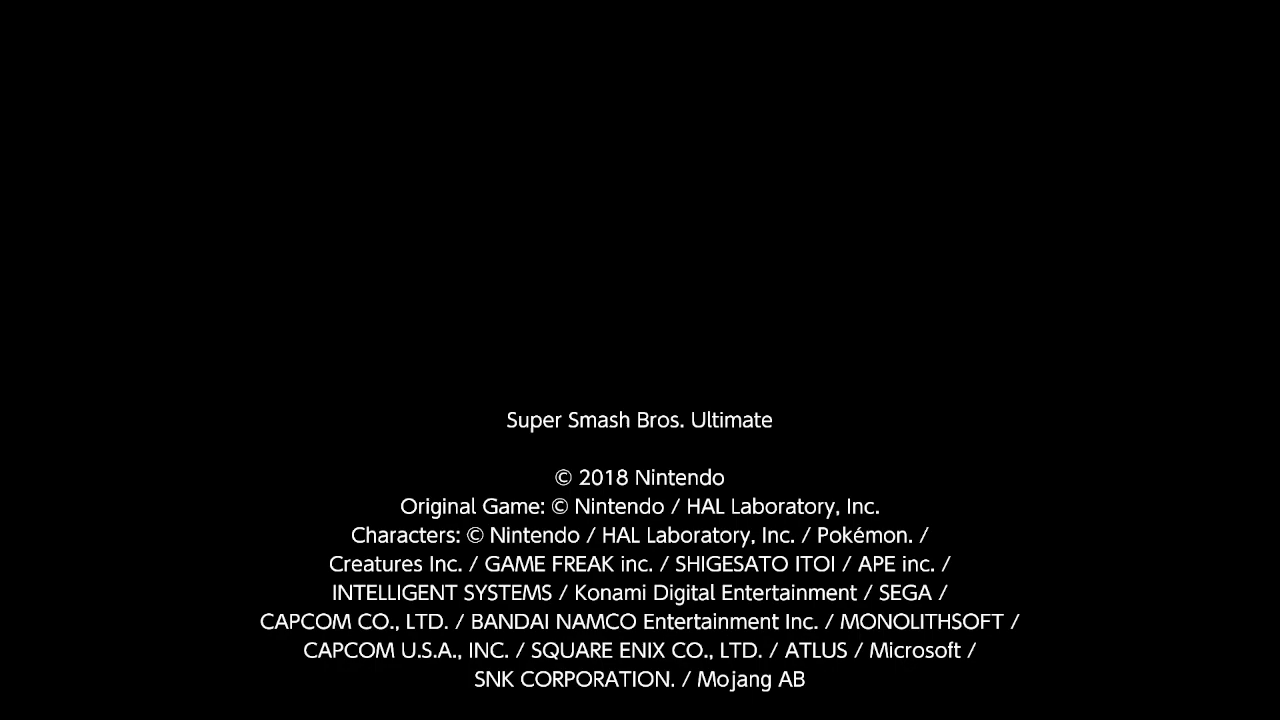 Super Smash Bros. Ultimate
© 2018 Nintendo
Original Game: © Nintendo / HAL Laboratory, Inc.
Characters: © Nintendo / HAL Laboratory, Inc. / Pokémon. /
Creatures Inc. / GAME FREAK inc. / SHIGESATO ITOI / APE inc. /
INTELLIGENT SYSTEMS / Konami Digital Entertainment / SEGA /
CAPCOM CO., LTD. / BANDAI NAMCO Entertainment Inc. / MONOLITHSOFT /
CAPCOM U.S.A., INC. / SQUARE ENIX CO., LTD. / ATLUS / Microsoft /
SNK CORPORATION. / Mojang AB